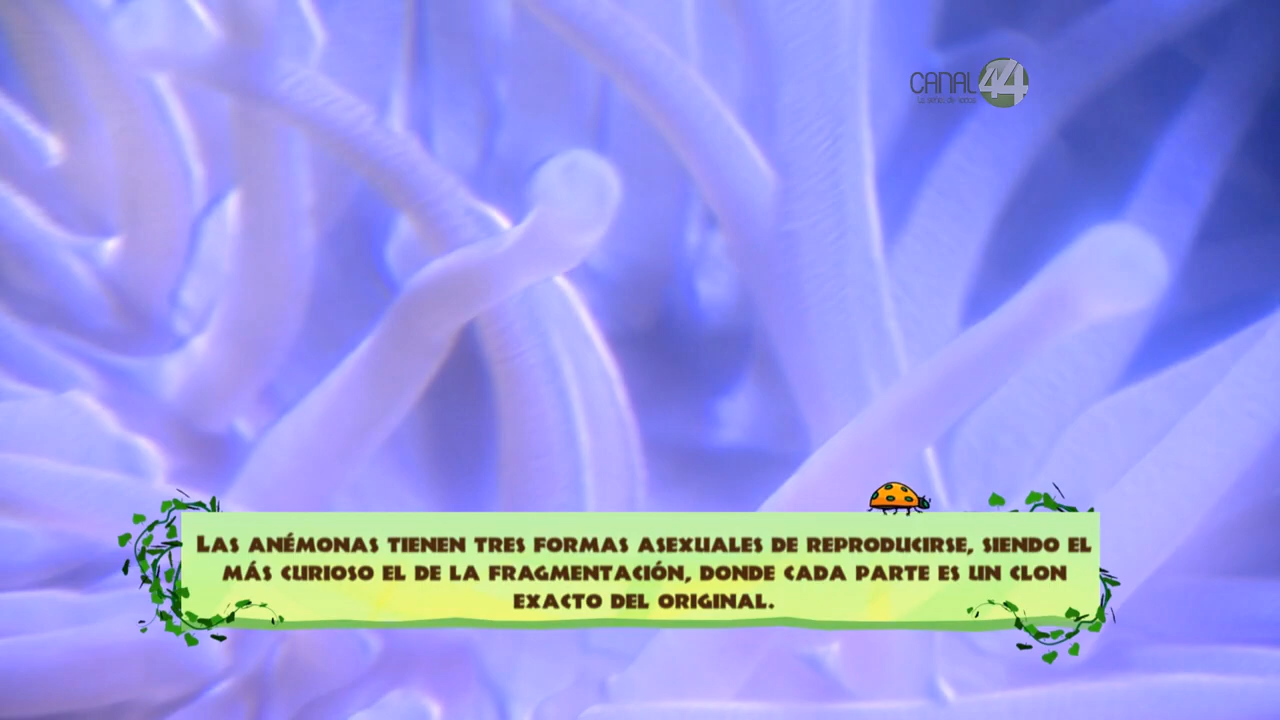 CANAL 44
LAS ANÉMONAS TIENEN TRES FORMAS ASEXUALES DE REPRODUCIRSE, SIENDO EL
MÁS CURIOSO EL DE LA FRAGMENTACIÓN, DONDE CADA PARTE ES UN CLON
EXACTO DEL ORIGINAL.